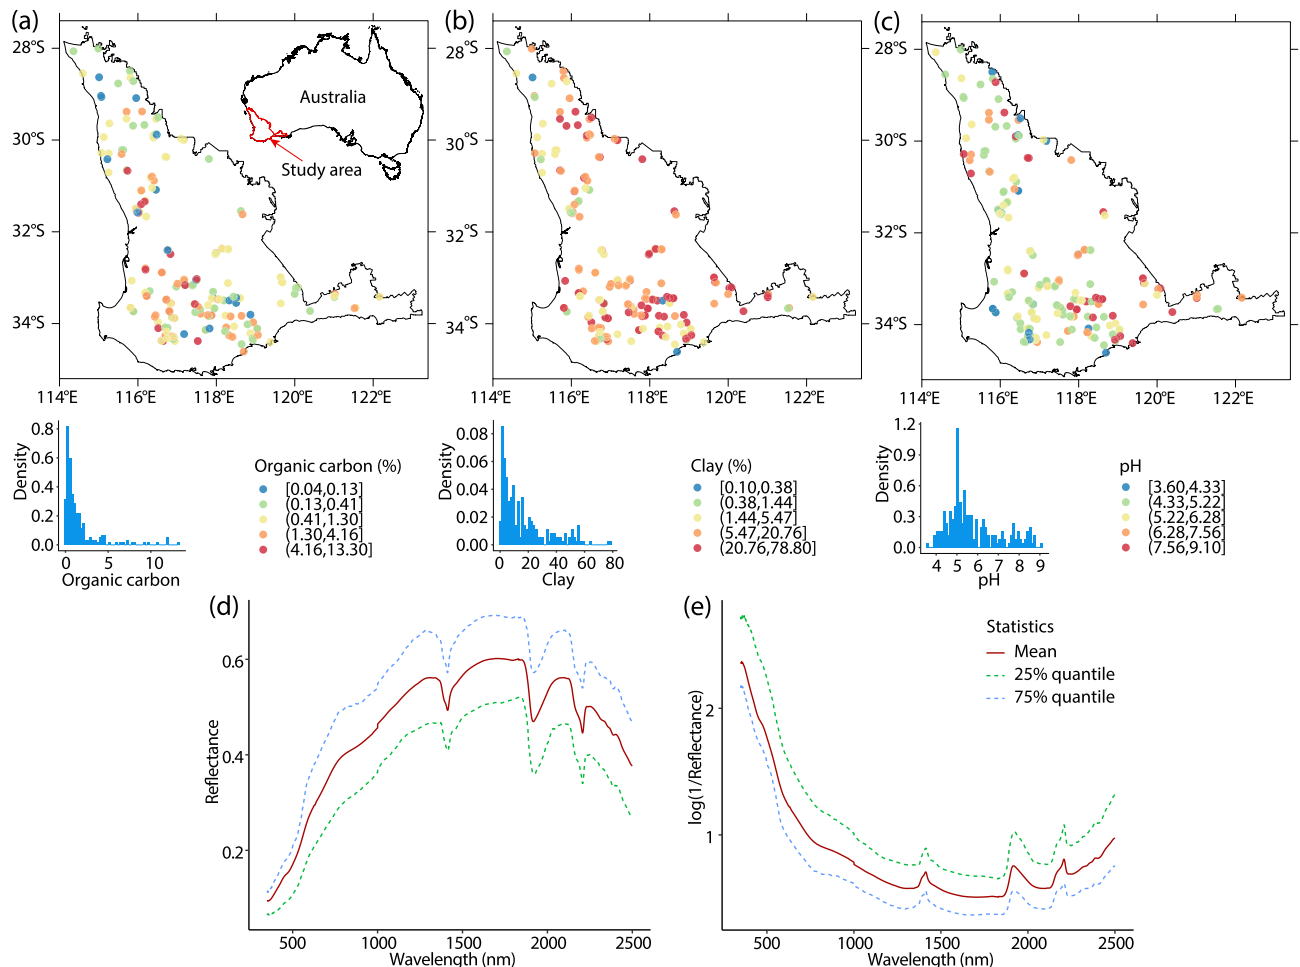 (a)
28°S
30°S
32°S
34°S
114°E
116°E
118°E
120°E
122°E
Australia
Study area
(b)
28°S
30°S
32°S
34°S
114°E
116°E
118°E
120°E
122°E
(c)
28°S
30°S
32°S
34°S
114°E
116°E
118°E
120°E
122°E
Density
0.8
0.6
0.4
0.2
0.0
0
5
10
Organic carbon
Organic carbon (%)
[0.04,0.13]
(0.13,0.41]
(0.41,1.30]
(1.30,4.16]
(4.16,13.30]
Density
0.08
0.04
0.00
0
20
40
60
80
Clay
Clay (%)
[0.10,0.38]
(0.38,1.44]
(1.44,5.47]
(5.47,20.76]
(20.76,78.80]
Density
1.2
0.9
0.6
0.3
0.0
4
5
6
7
8
9
pH
pH
[3.60,4.33]
(4.33,5.22]
(5.22,6.28]
(6.28,7.56]
(7.56,9.10]
(d)
Reflectance
0.6
0.4
0.2
500
1000
1500
2000
2500
Wavelength (nm)
(e)
log(1/Reflectance)
2
1
500
1000
1500
2000
2500
Wavelength (nm)
Statistics
Mean
25% quantile
75% quantile